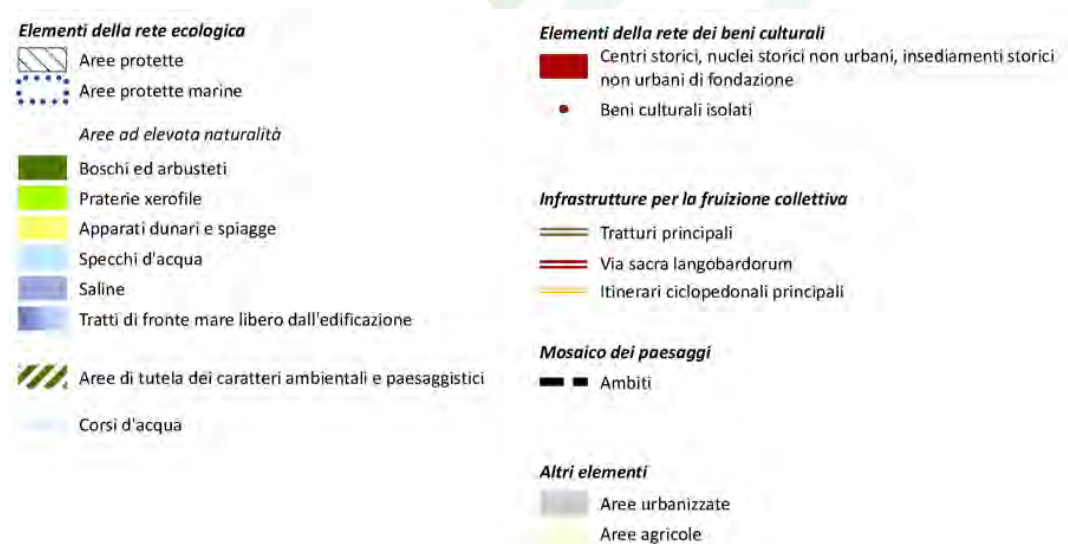 Elementi della rete ecologica
Aree protette
Aree protette marine
Aree ad elevata naturalità
Boschi ed arbusteti
Praterie xerofile
Apparati dunari e spiagge
Specchi d'acqua
Saline
Tratti di fronte mare libero dall'edificazione
Aree di tutela dei caratteri ambientali e paesaggistici
Corsi d'acqua
Elementi della rete dei beni culturali
Centri storici, nuclei storici non urbani, insediamenti storici
non urbani di fondazione
Beni culturali isolati
Infrastrutture per la fruizione collettiva
Tratturi principali
Via sacra langobardorum
Itinerari ciclopedonali principali
Mosaico dei paesaggi
Ambiti
Altri elementi
Aree urbanizzate
Aree agricole